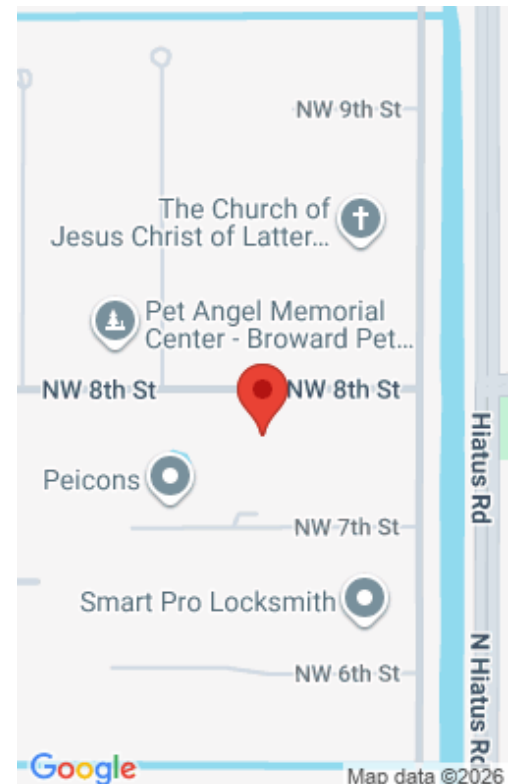 NW 9th St
The Church of
Jesus Christ of Latter...
Pet Angel Memorial
Center - Broward Pet...
NW 8th St
NW 8th St
Hiatus Rd
Peicons
NW 7th St
Smart Pro Locksmith
N Hiatus Rd
NW 6th St
Google
Map data ©2026